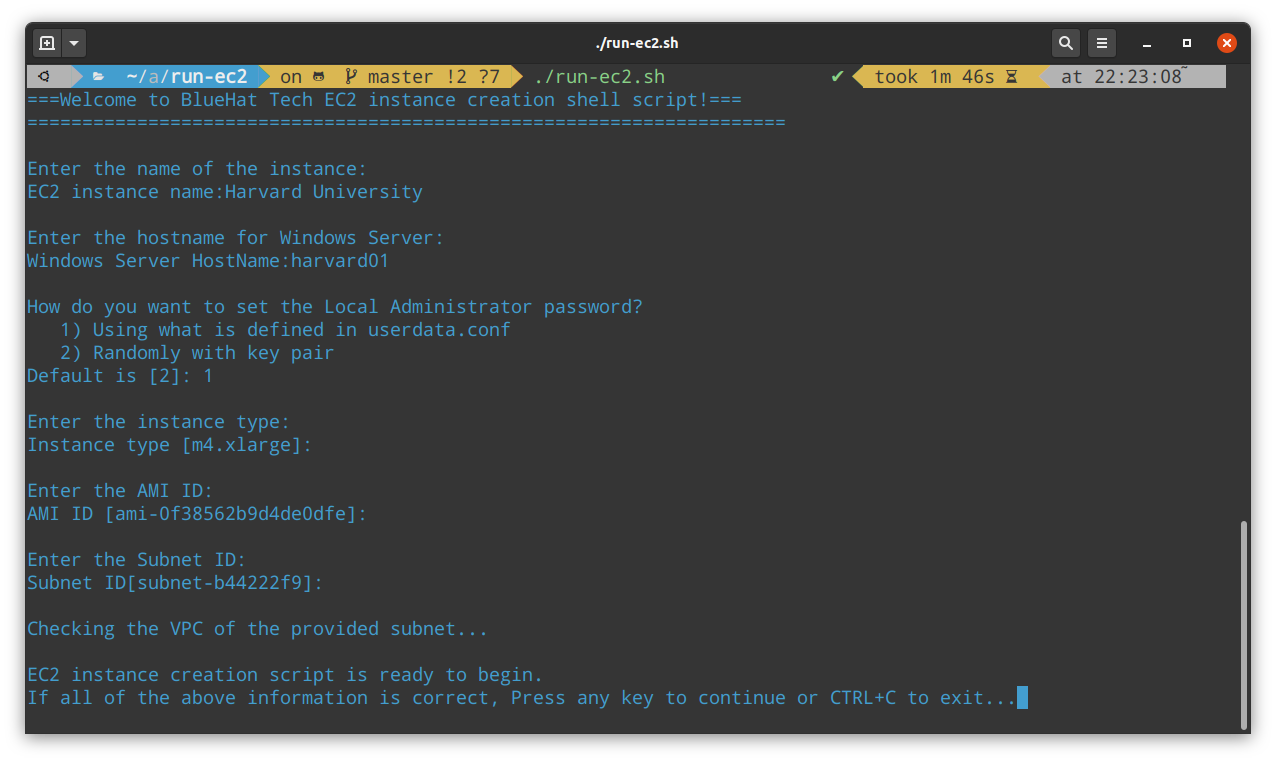 ./run-ec2.sh
~/a/run-ec2 on master !2 ?7 ./run-ec2.sh ✔ took 1m 46s at 22:23:08
===Welcome to BlueHat Tech EC2 instance creation shell script!===
=====================================================================
Enter the name of the instance:
EC2 instance name:Harvard University
Enter the hostname for Windows Server:
Windows Server HostName:harvard01
How do you want to set the Local Administrator password?
1) Using what is defined in userdata.conf
2) Randomly with key pair
Default is [2]: 1
Enter the instance type:
Instance type [m4.xlarge]:
Enter the AMI ID:
AMI ID [ami-0f38562b9d4de0dfe]:
Enter the Subnet ID:
Subnet ID[subnet-b44222f9]:
Checking the VPC of the provided subnet...
EC2 instance creation script is ready to begin.
If all of the above information is correct, Press any key to continue or CTRL+C to exit...